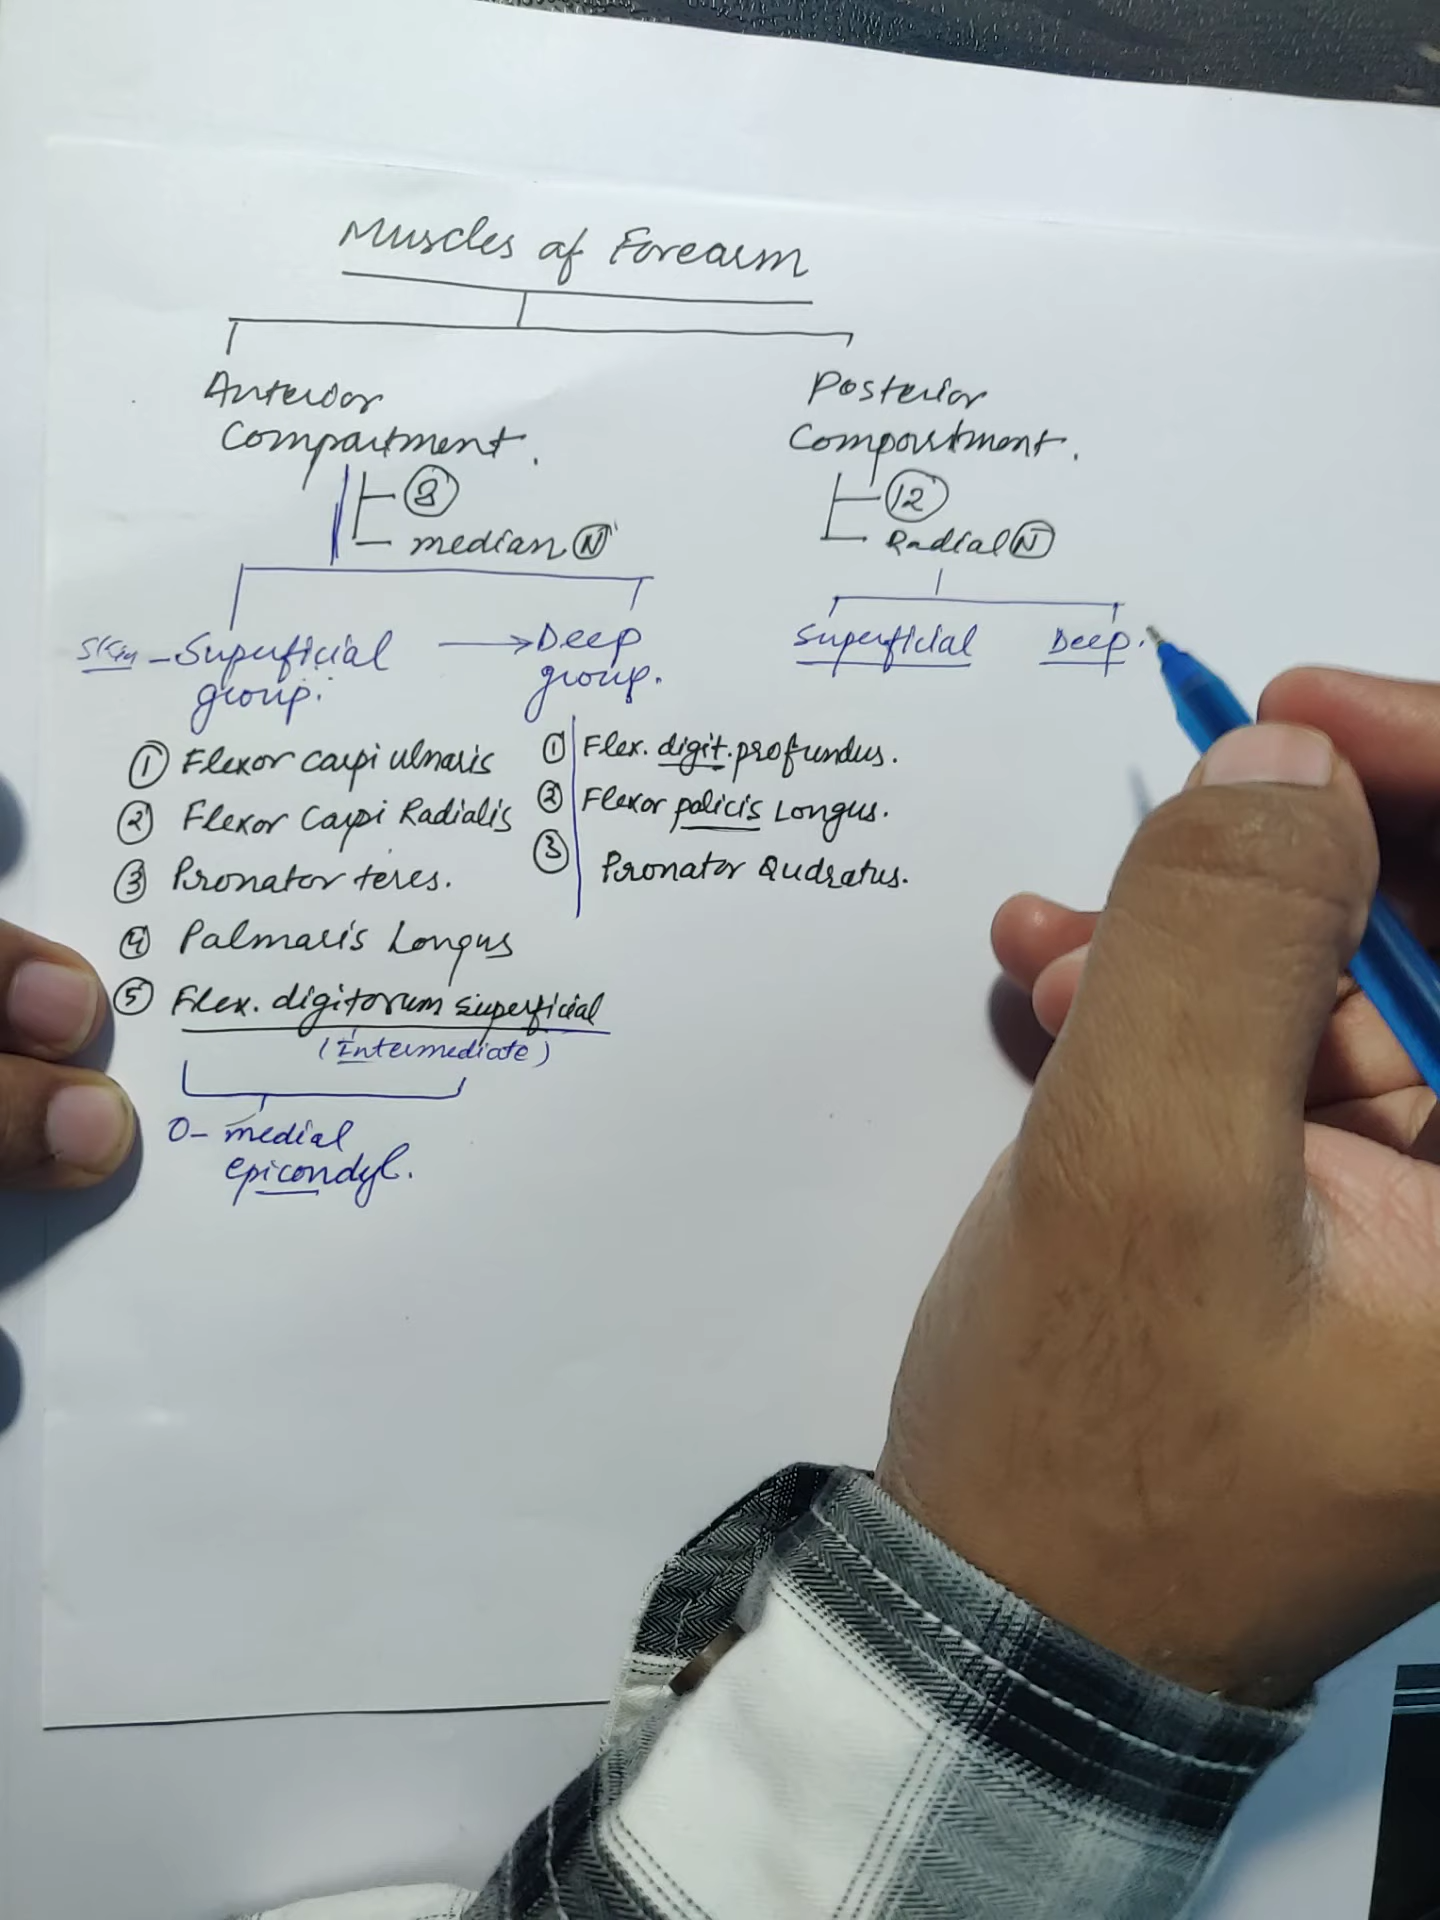 Muscles of Forearm
Anterior
Compartment.
8
median N
Posterior
Compartment.
12
Radial N
Skin - Superficial
group.
Deep
group.
Superficial
Deep.
1 Flexor Carpi ulnaris
2 Flexor Carpi Radialis
3 Pronator teres.
4 Palmaris Longus
5 Flex. digitorum superficial
(Intermediate)
O- medial
epicondyl.
1 Flex. digit. profundus.
2 Flexor policis Longus.
3 Pronator Qudratus.